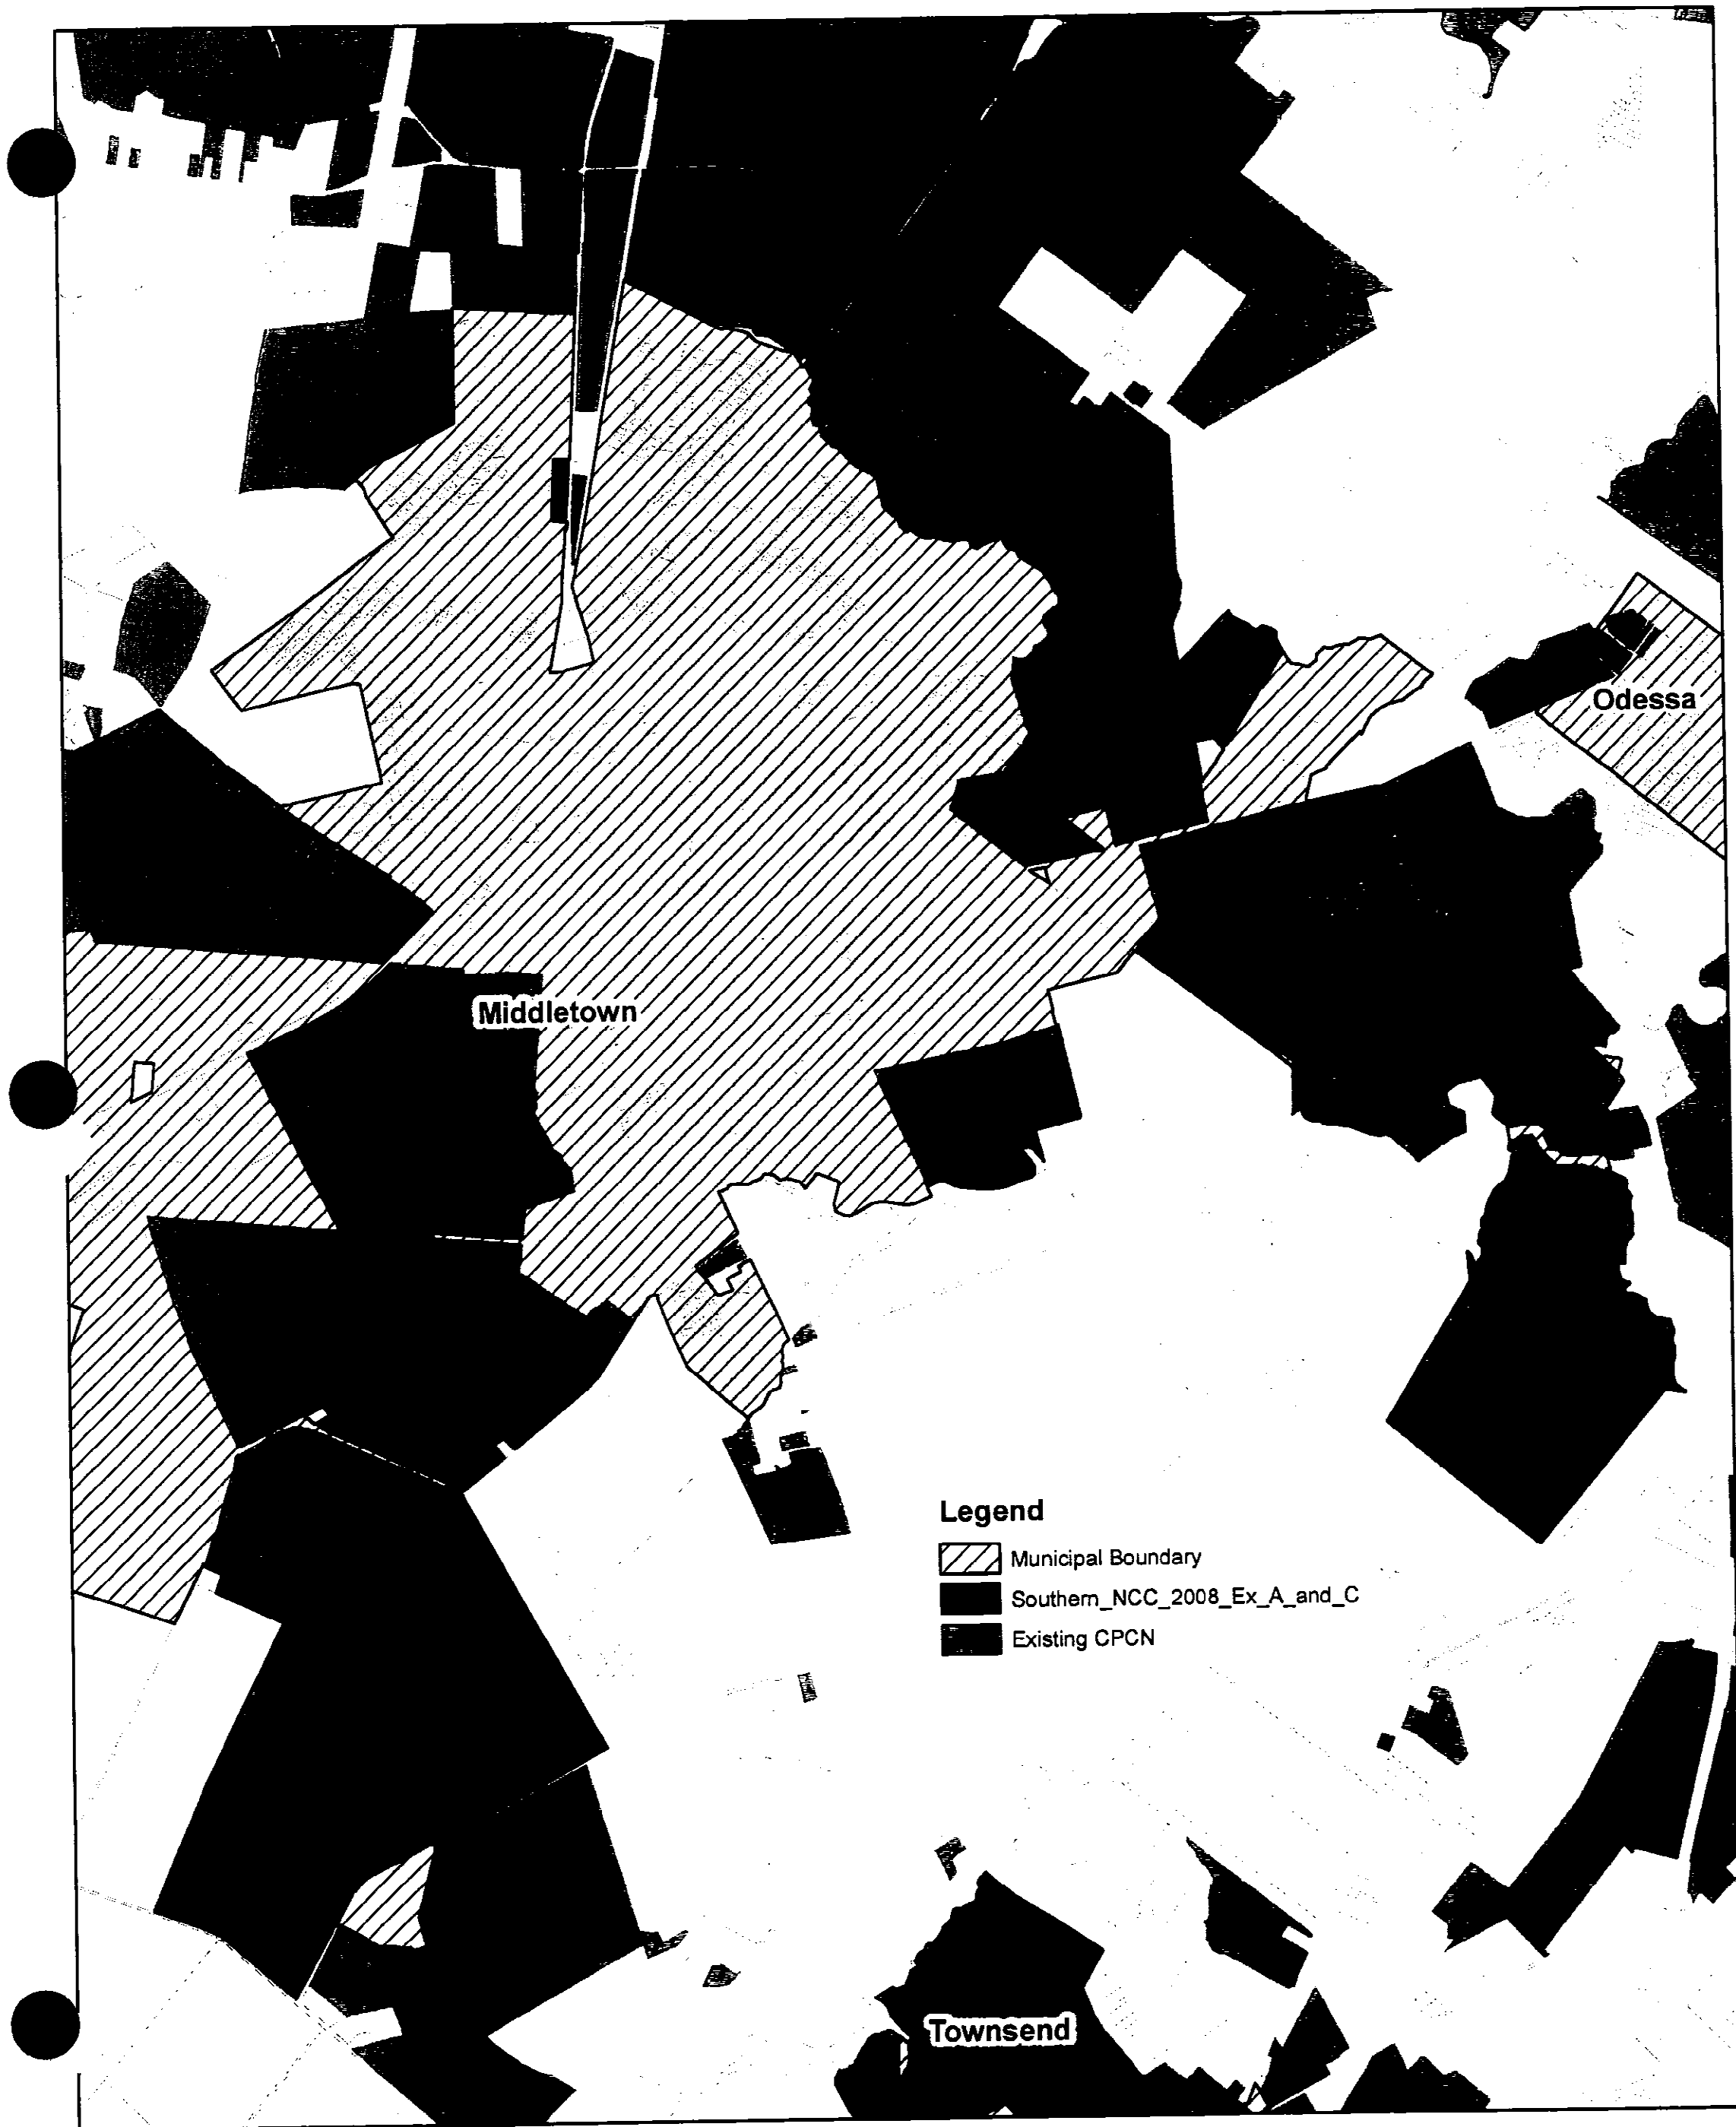 Odessa
Middletown
Legend
Municipal Boundary
Southern_NCC_2008_Ex_A_and_C
Existing CPCN
Townsend